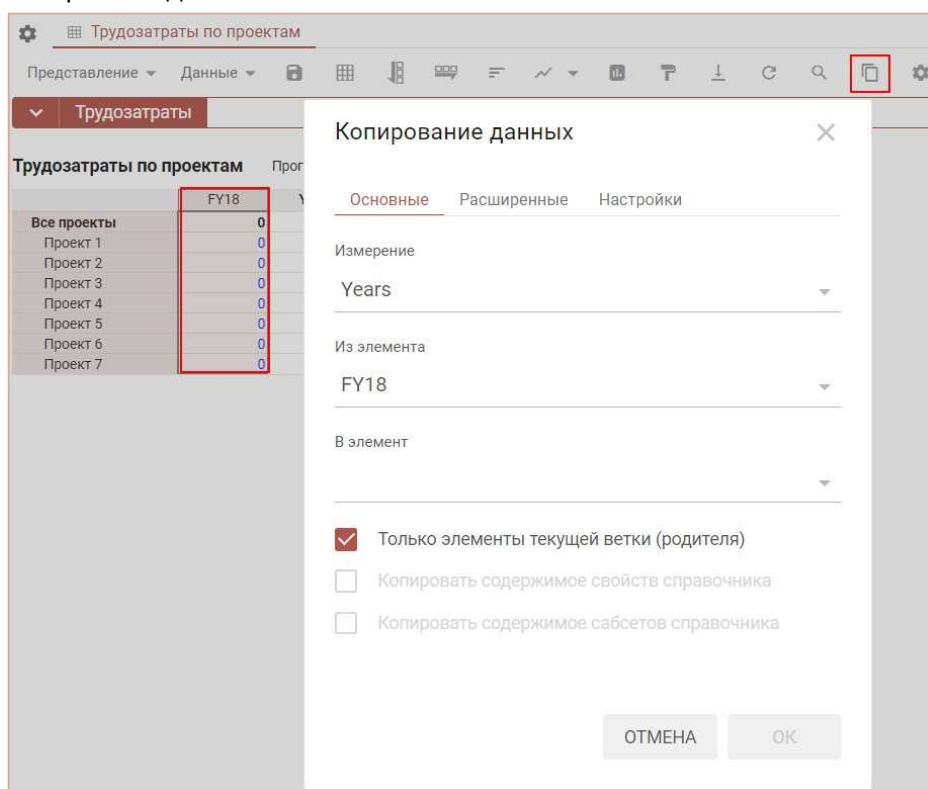 Трудозатраты по проектам
Представление Данные
Трудозатраты
Трудозатраты по проектам
FY18
Все проекты 0
Проект 1 0
Проект 2 0
Проект 3 0
Проект 4 0
Проект 5 0
Проект 6 0
Проект 7 0
Копирование данных
Основные Расширенные Настройки
Измерение
Years
Из элемента
FY18
В элемент
Только элементы текущей ветки (родителя)
Копировать содержимое свойств справочника
Копировать содержимое сабсетов справочника
ОТМЕНА ОК